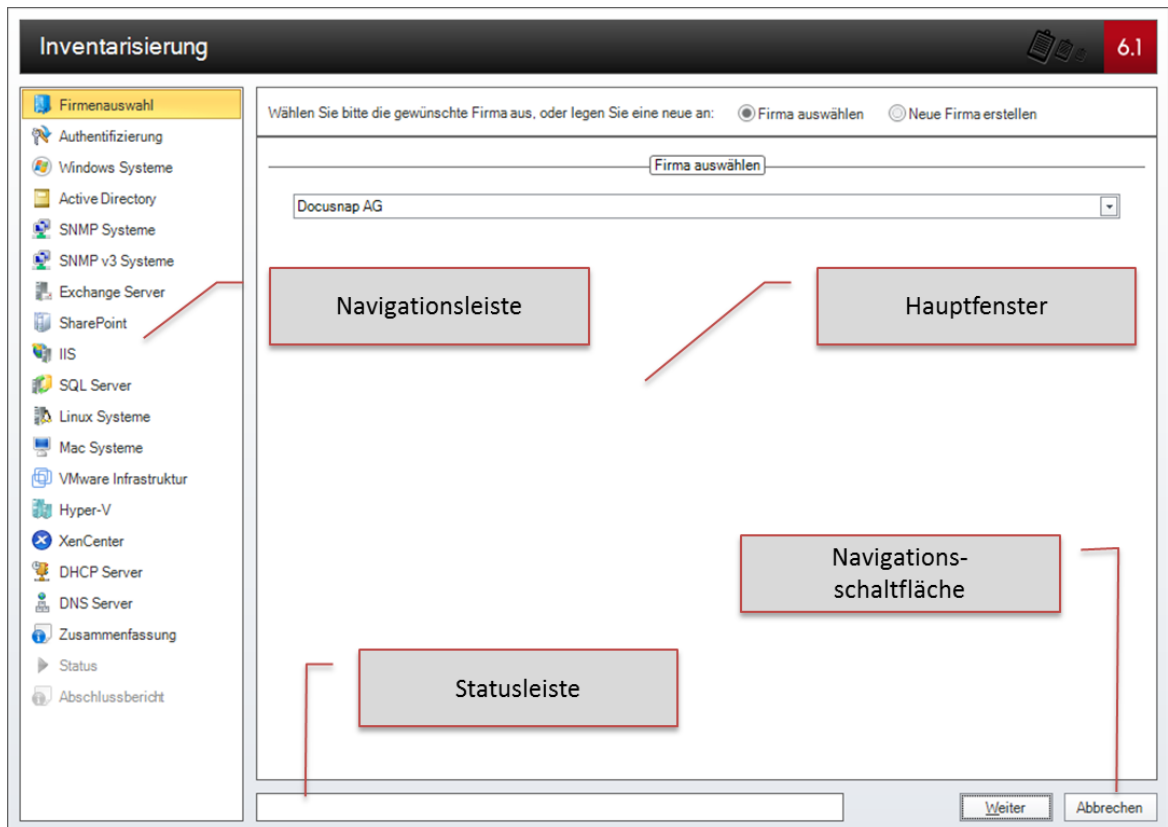 Inventarisierung
6.1
Firmenauswahl
Authentifizierung
Windows Systeme
Active Directory
SNMP Systeme
SNMP v3 Systeme
Exchange Server
SharePoint
IIS
SQL Server
Linux Systeme
Mac Systeme
VMware Infrastruktur
Hyper-V
XenCenter
DHCP Server
DNS Server
Zusammenfassung
Status
Abschlussbericht
Wählen Sie bitte die gewünschte Firma aus, oder legen Sie eine neue an: Firma auswählen Neue Firma erstellen
Firma auswählen
Docusnap AG
Navigationsleiste
Hauptfenster
Navigations-
schaltfläche
Statusleiste
Weiter Abbrechen